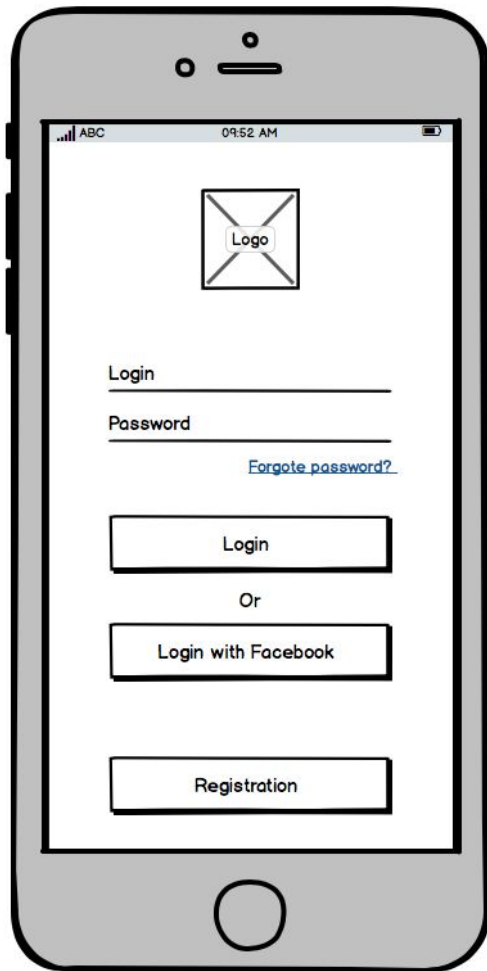 ABC 09:52 AM
Logo
Login
Password
Forgote password?
Login
Or
Login with Facebook
Registration